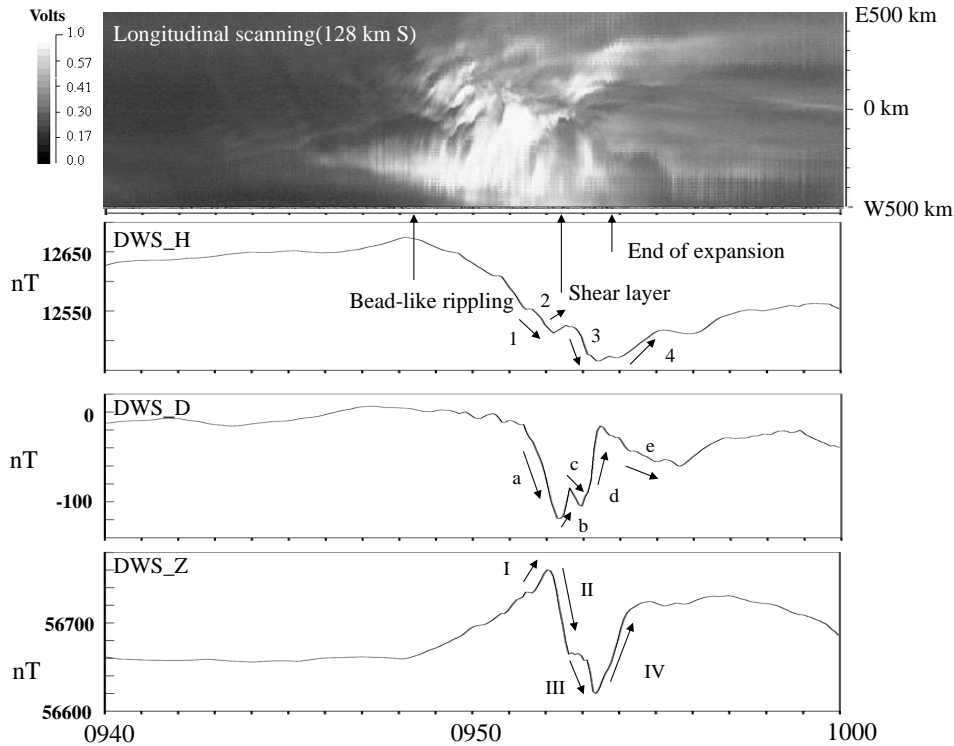 Volts
1.0
0.57
0.41
0.30
0.17
0.0
Longitudinal scanning(128 km S)
E500 km
0 km
W500 km
DWS_H
12650
nT
12550
Bead-like rippling
Shear layer
End of expansion
1
2
3
4
DWS_D
0
nT
-100
a
b
c
d
e
DWS_Z
56700
nT
56600
I
II
III
IV
0940
0950
1000